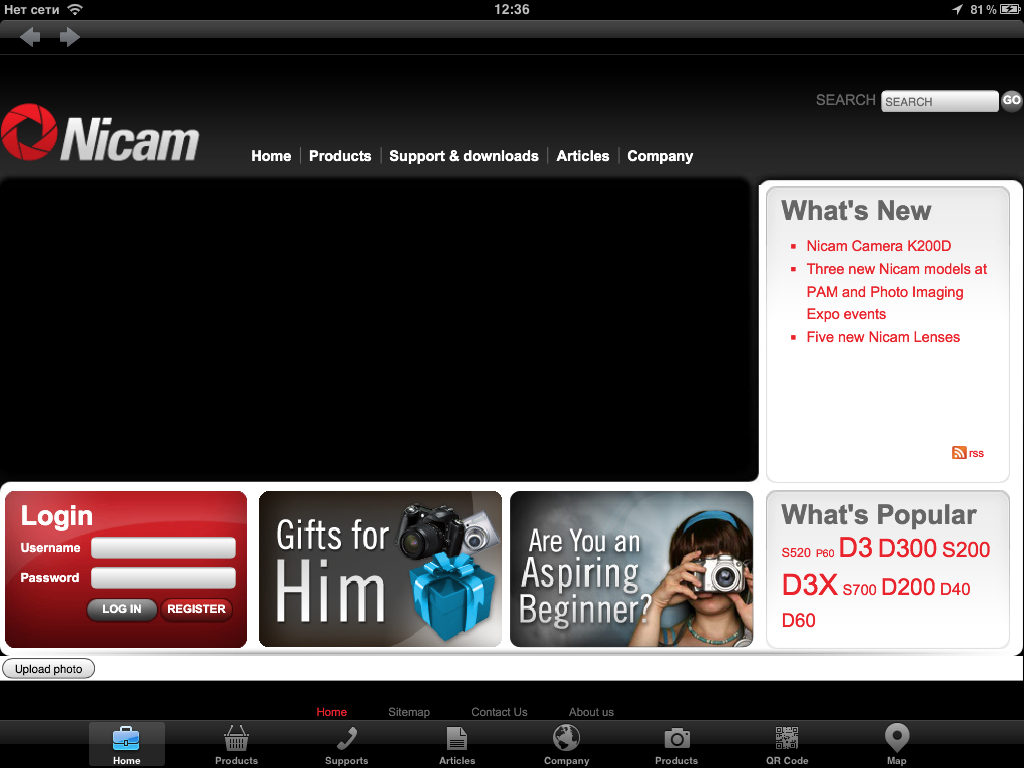 Нет сети 12:36 81 %
SEARCH SEARCH GO
Nicam
Home Products Support & downloads Articles Company
What's New
Nicam Camera K200D
Three new Nicam models at
PAM and Photo Imaging
Expo events
Five new Nicam Lenses
rss
Login
Username
Password
LOG IN REGISTER
Gifts for
Him
Are You an
Aspiring
Beginner?
What's Popular
S520 P60 D3 D300 S200
D3X S700 D200 D40
D60
Upload photo
Home Sitemap Contact Us About us
Home Products Supports Articles Company Products QR Code Map